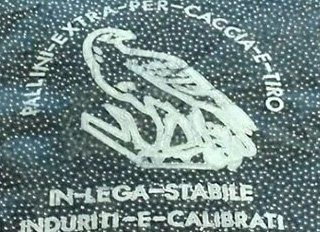 PALLINI-EXTRA-PER-CACCIA-E-TIRO
IN-LEGA-STABILE
INDURITI-E-CALIBRATI